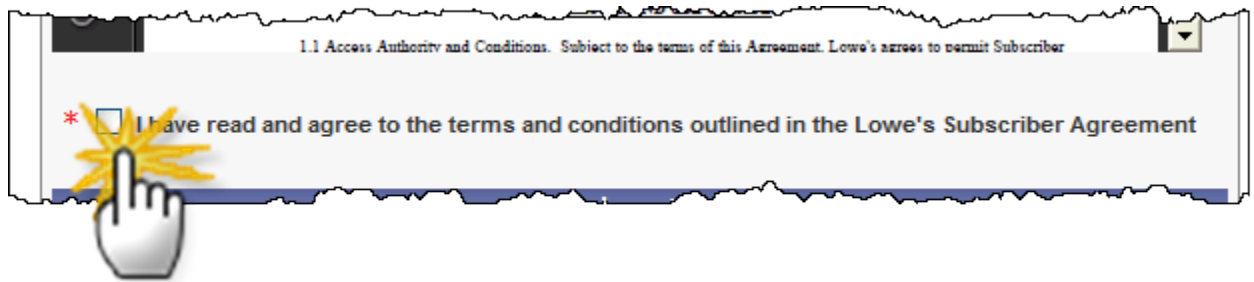 1.1 Access Authority and Conditions. Subject to the terms of this Agreement, Lowe's agrees to permit Subscriber
* I have read and agree to the terms and conditions outlined in the Lowe's Subscriber Agreement